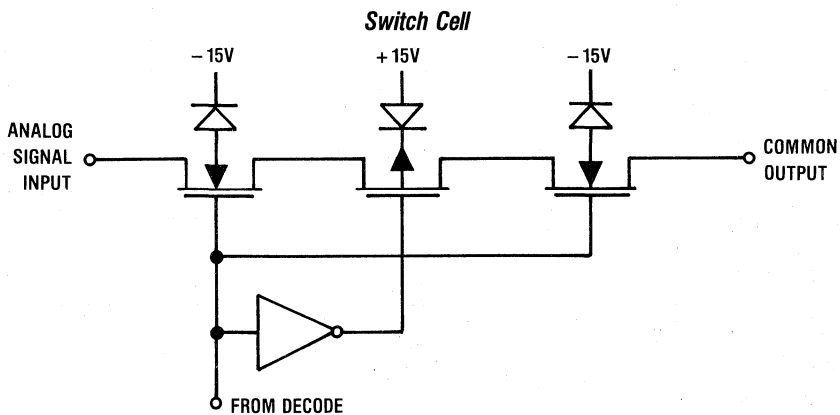 Switch Cell
– 15V
+ 15V
– 15V
ANALOG
SIGNAL
INPUT
COMMON
OUTPUT
FROM DECODE